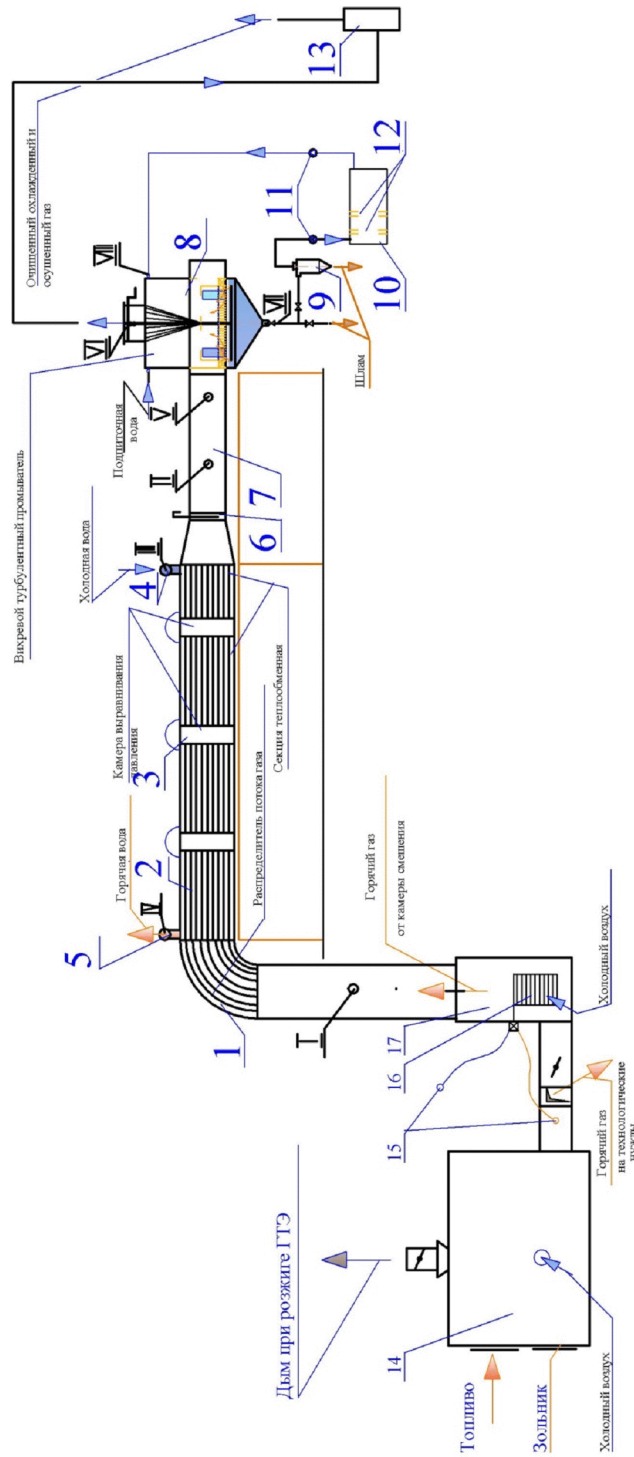 Дым при розжиге ГТЭ
Топливо
Зольник
Холодный воздух
14
15
16
17
Горячий газ
на технологические
нужды
Холодный воздух
Горячий газ
от камеры смешения
I
1
5
IV
Горячая вода
2
Камера выравнивания
давления
3
Распределитель потока газа
Секция теплообменная
Холодная вода
4
III
6
7
II
V
Вихревой турбулентный промыватель
Подпиточная
вода
VI
8
Шлам
9
10
11
12
Очищенный охлажденный и
осушенный газ
13